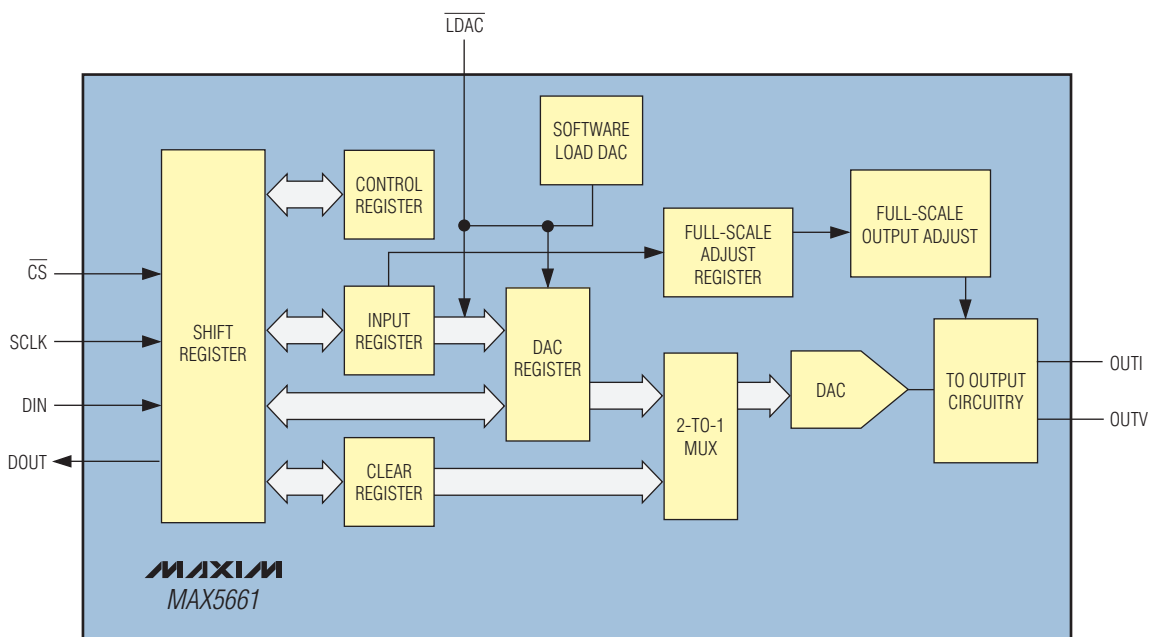 LDAC
SOFTWARE
LOAD DAC
SHIFT
REGISTER
CONTROL
REGISTER
FULL-SCALE
ADJUST
REGISTER
FULL-SCALE
OUTPUT ADJUST
CS
SCLK
DIN
DOUT
INPUT
REGISTER
DAC
REGISTER
CLEAR
REGISTER
2-TO-1
MUX
DAC
TO OUTPUT
CIRCUITRY
OUTI
OUTV
MAXIM
MAX5661